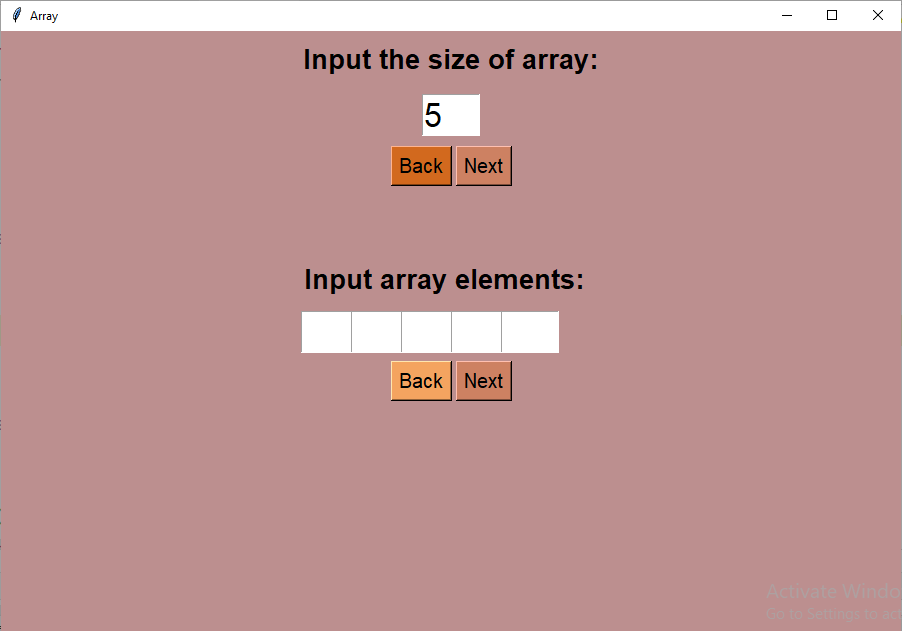 Array
Input the size of array:
5
Back Next
Input array elements:
Back Next
Activate Windo
Go to Settings to ac